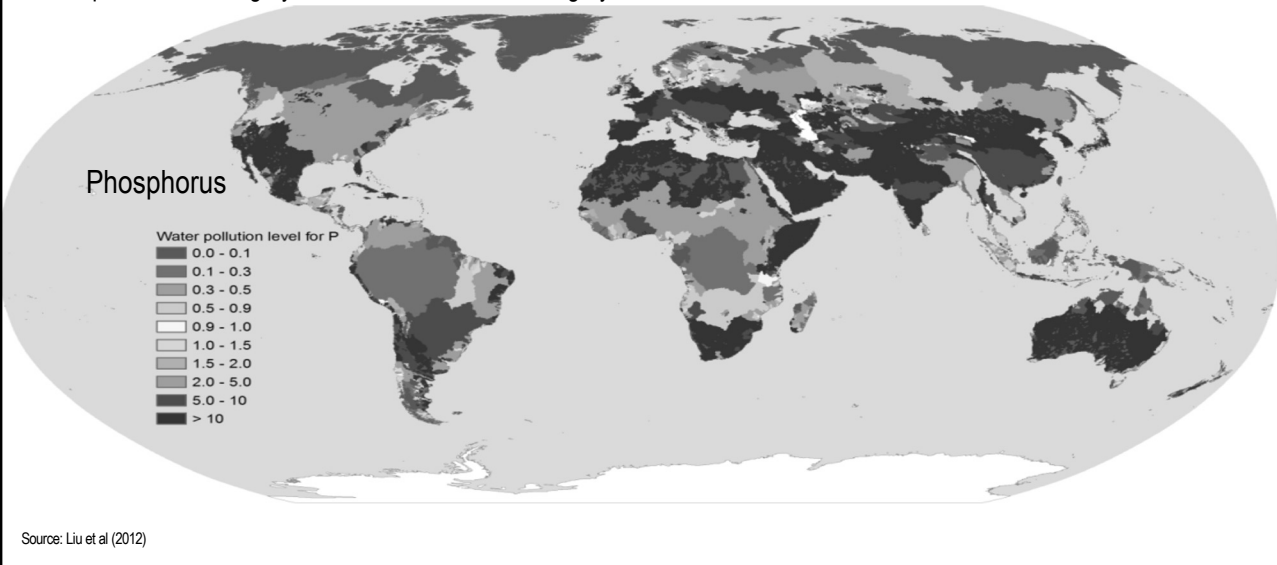 Phosphorus
Water pollution level for P
0.0 - 0.1
0.1 - 0.3
0.3 - 0.5
0.5 - 0.9
0.9 - 1.0
1.0 - 1.5
1.5 - 2.0
2.0 - 5.0
5.0 - 10
> 10
Source: Liu et al (2012)